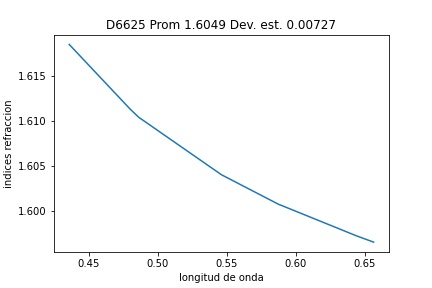 D6625 Prom 1.6049 Dev. est. 0.00727
indices refraccion
1.615
1.610
1.605
1.600
0.45 0.50 0.55 0.60 0.65
longitud de onda